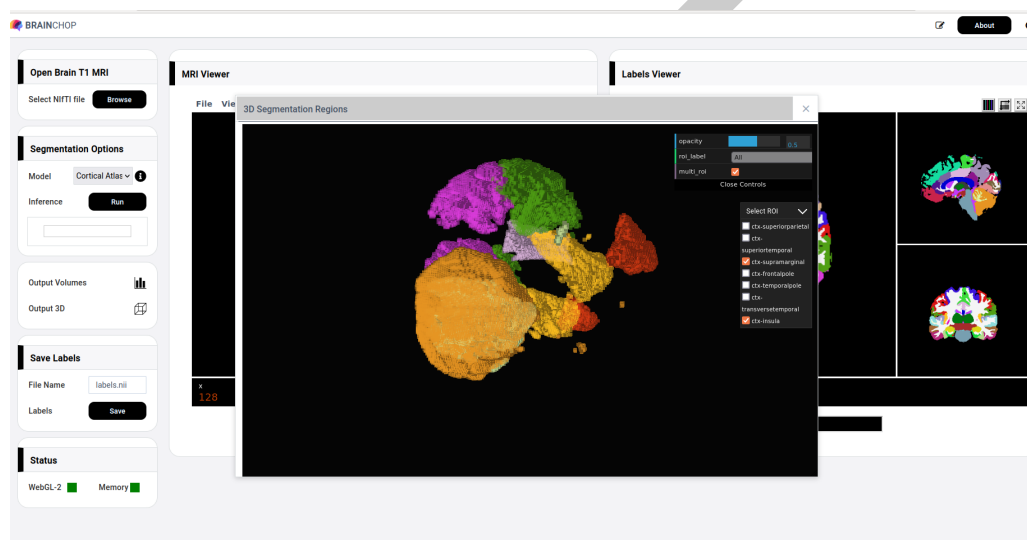 BRAINCHOP
About
Open Brain T1 MRI
Select NIfTI file
Browse
Segmentation Options
Model
Cortical Atlas
Inference
Run
Output Volumes
Output 3D
Save Labels
File Name
labels.nii
Labels
Save
Status
WebGL-2
Memory
MRI Viewer
File Vie
x
128
Labels Viewer
3D Segmentation Regions
×
opacity
0.5
roi_label
All
multi_roi
Close Controls
Select ROI
ctx-superiorparietal
ctx-
superiortemporal
ctx-supramarginal
ctx-frontalpole
ctx-temporalpole
ctx-
transversetemporal
ctx-insula